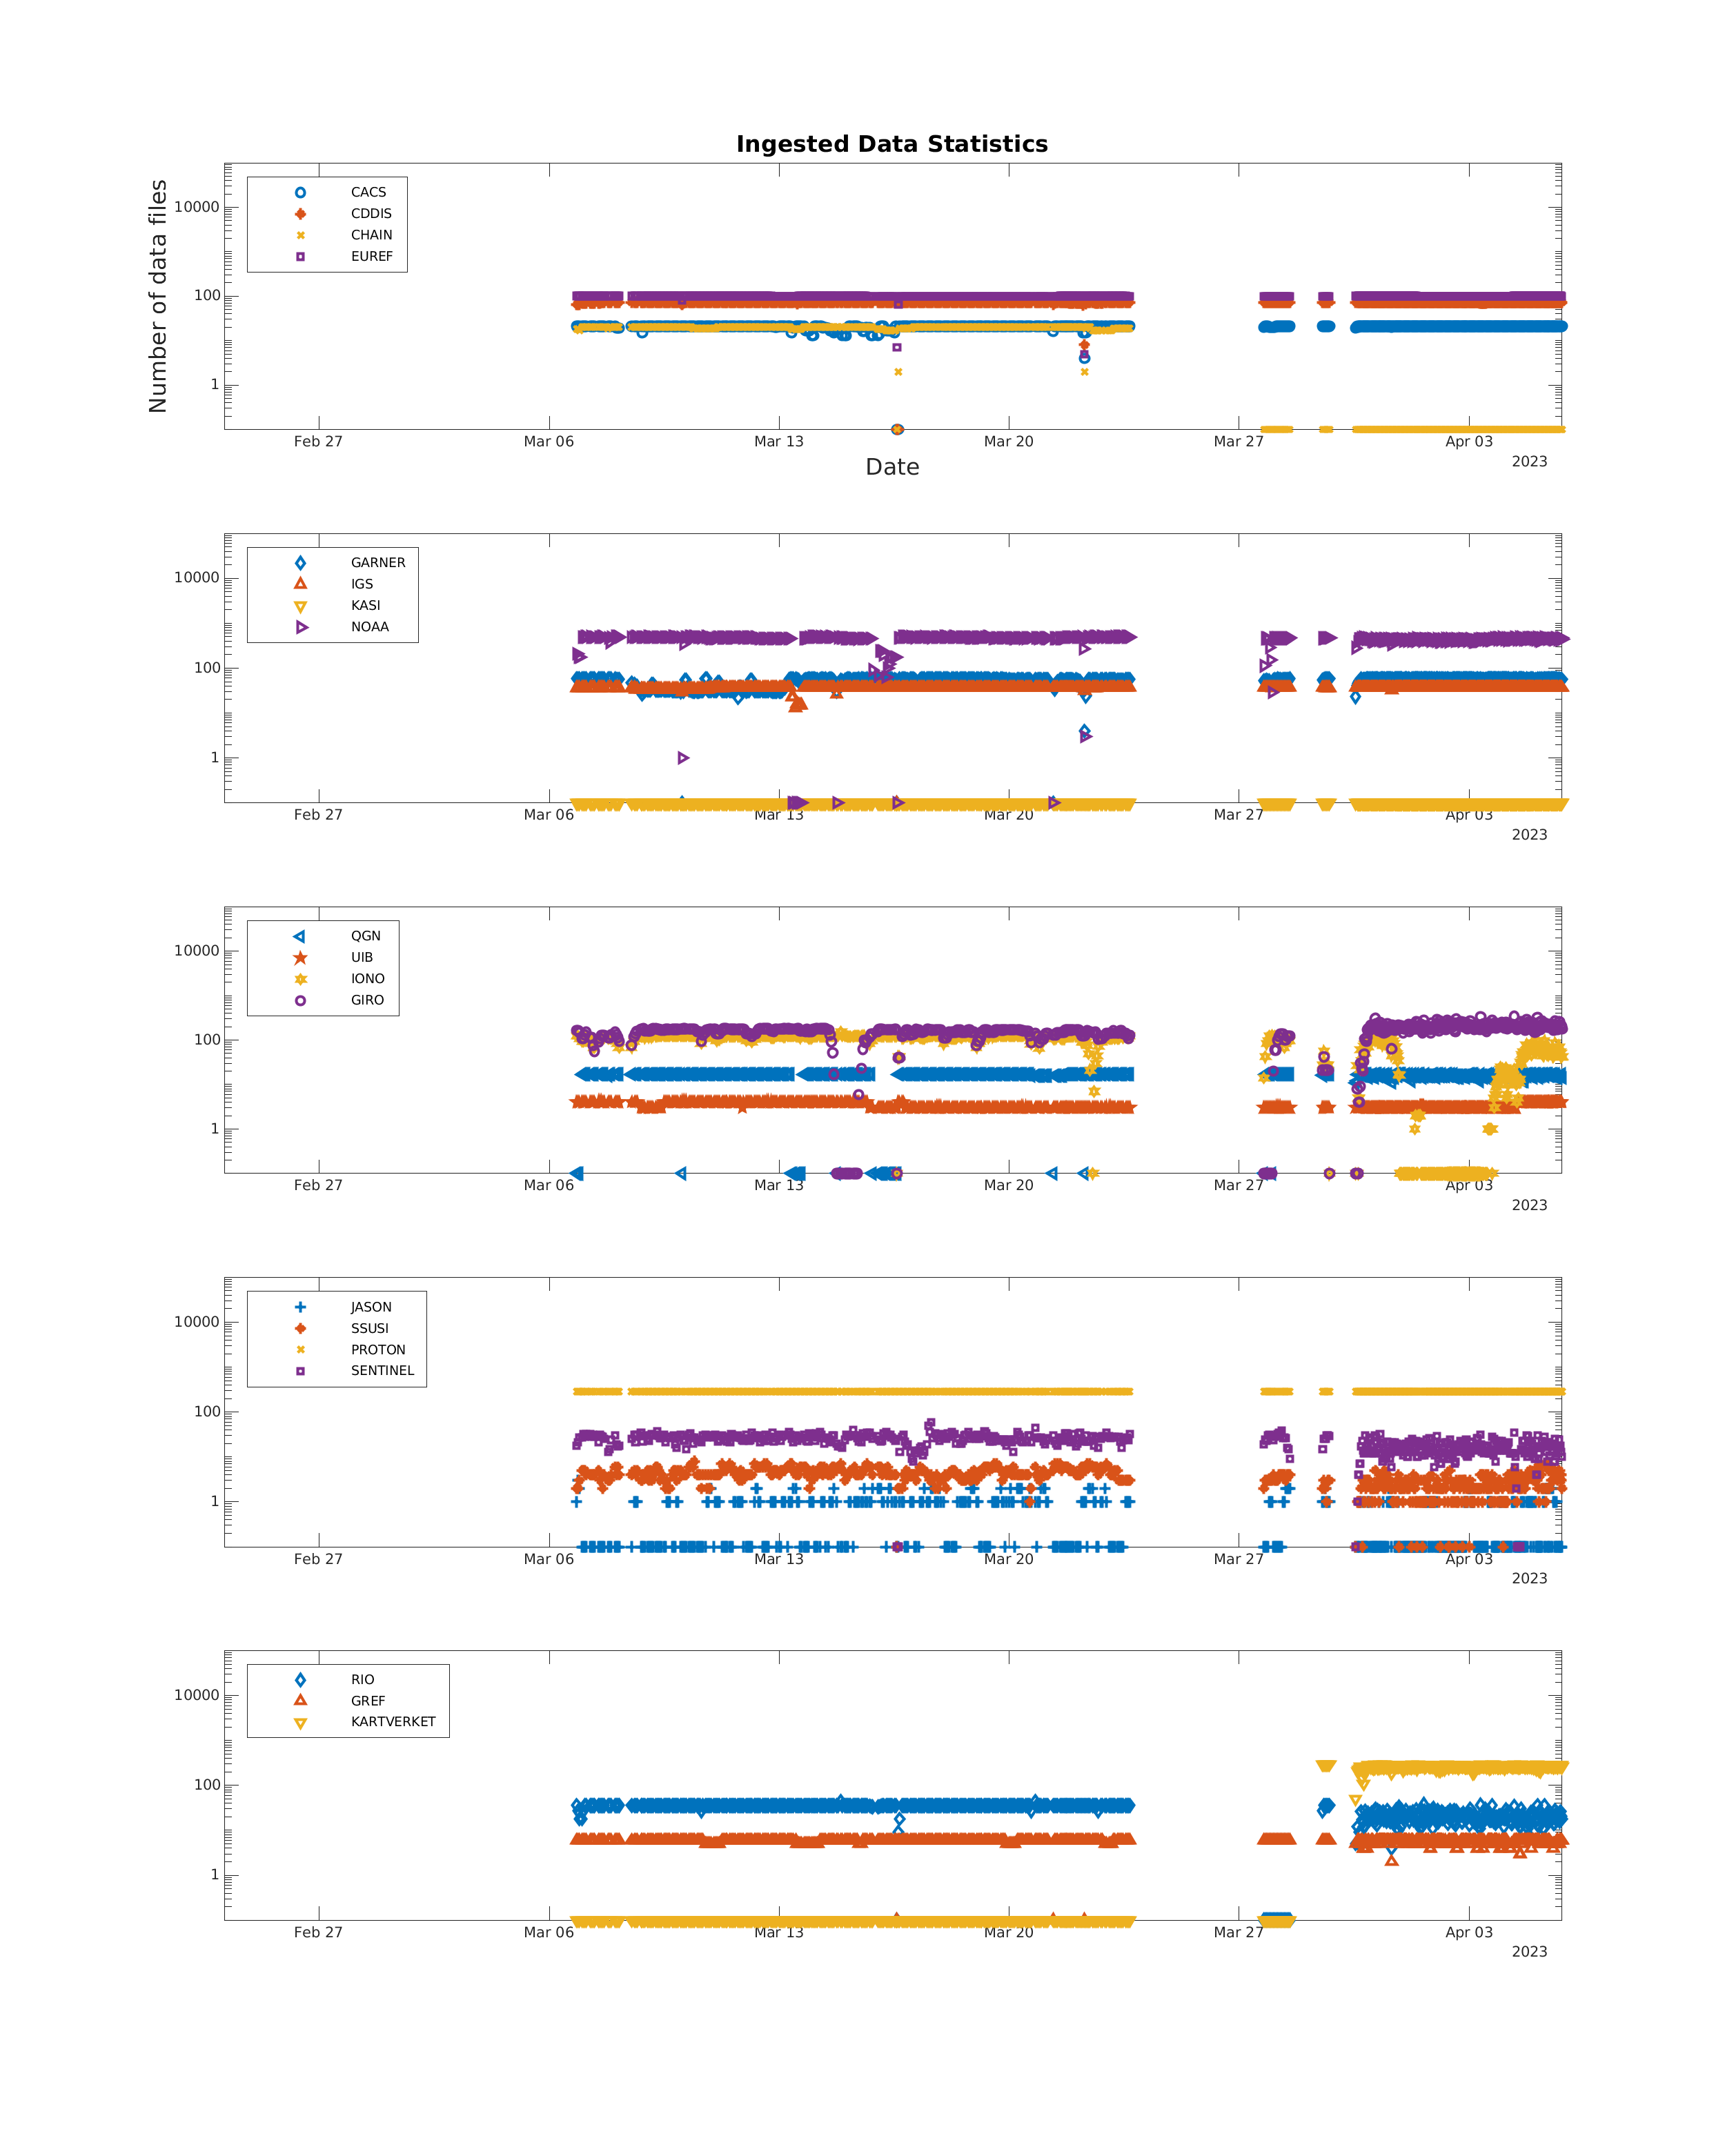 Ingested Data Statistics
Number of data files
10000
100
1
CACS
CDDIS
CHAIN
EUREF
Feb 27 Mar 06 Mar 13 Mar 20 Mar 27 Apr 03
2023
Date
10000
100
1
GARNER
IGS
KASI
NOAA
Feb 27 Mar 06 Mar 13 Mar 20 Mar 27 Apr 03
2023
10000
100
1
QGN
UIB
IONO
GIRO
Feb 27 Mar 06 Mar 13 Mar 20 Mar 27 Apr 03
2023
10000
100
1
JASON
SSUSI
PROTON
SENTINEL
Feb 27 Mar 06 Mar 13 Mar 20 Mar 27 Apr 03
2023
10000
100
1
RIO
GREF
KARTVERKET
Feb 27 Mar 06 Mar 13 Mar 20 Mar 27 Apr 03
2023